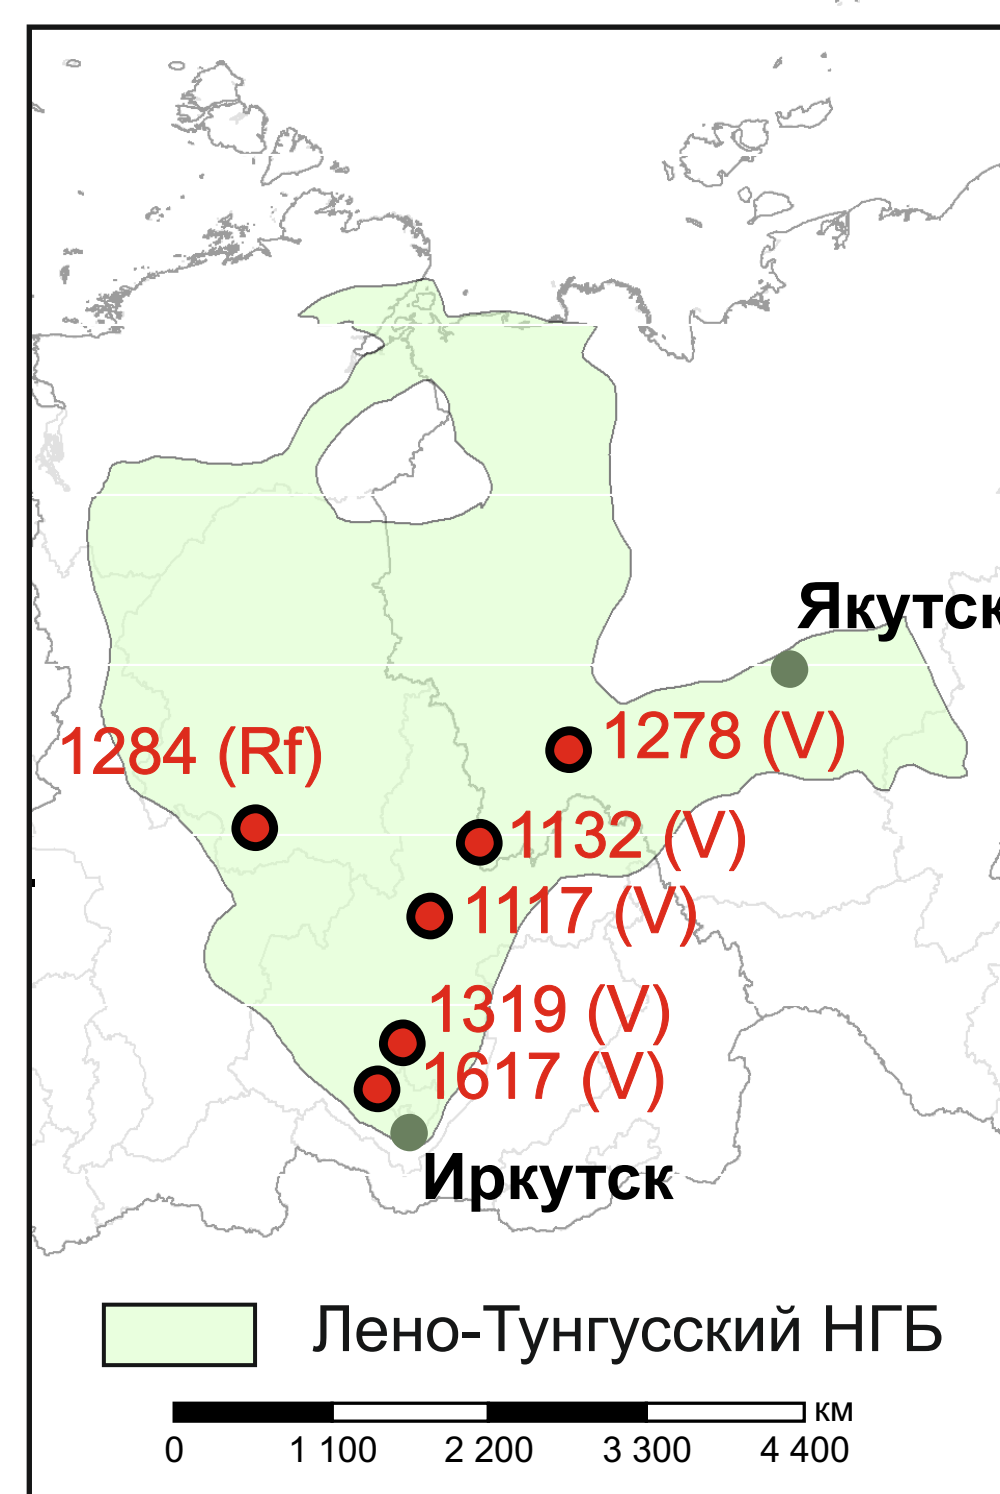 Якутск
1278 (V)
1284 (Rf)
1132 (V)
1117 (V)
1319 (V)
1617 (V)
Иркутск
Лено-Тунгусский НГБ
км
0 1 100 2 200 3 300 4 400